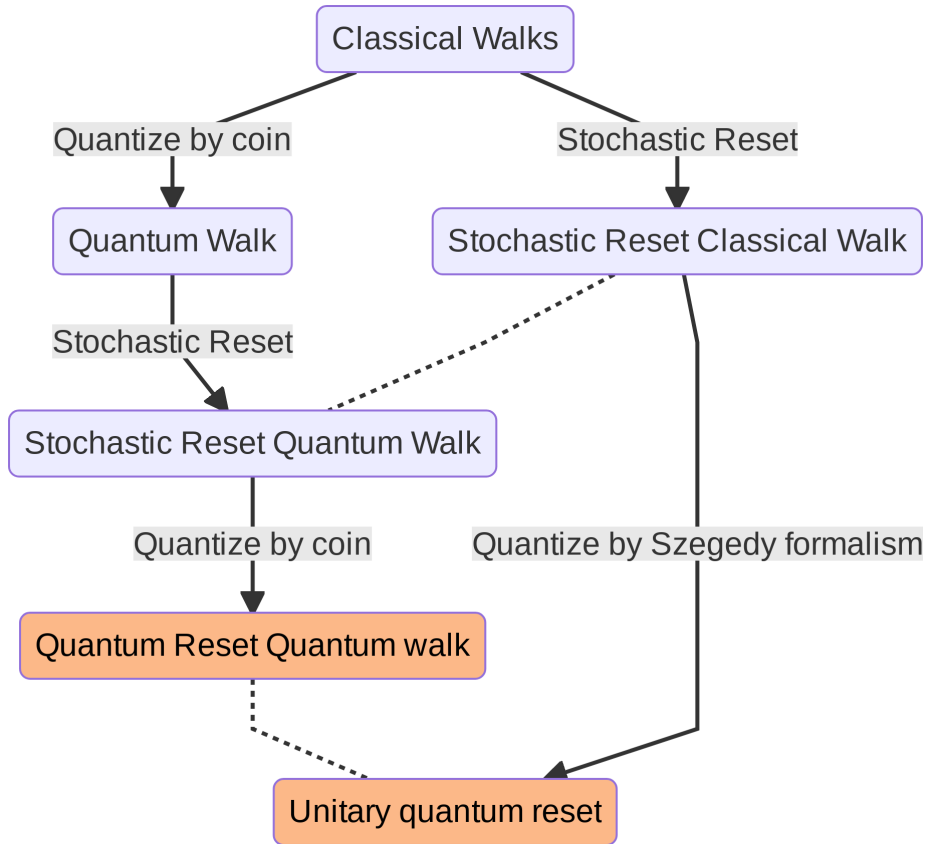 Classical Walks
Quantize by coin
Stochastic Reset
Quantum Walk
Stochastic Reset Classical Walk
Stochastic Reset
Stochastic Reset Quantum Walk
Quantize by coin
Quantize by Szegedy formalism
Quantum Reset Quantum walk
Unitary quantum reset